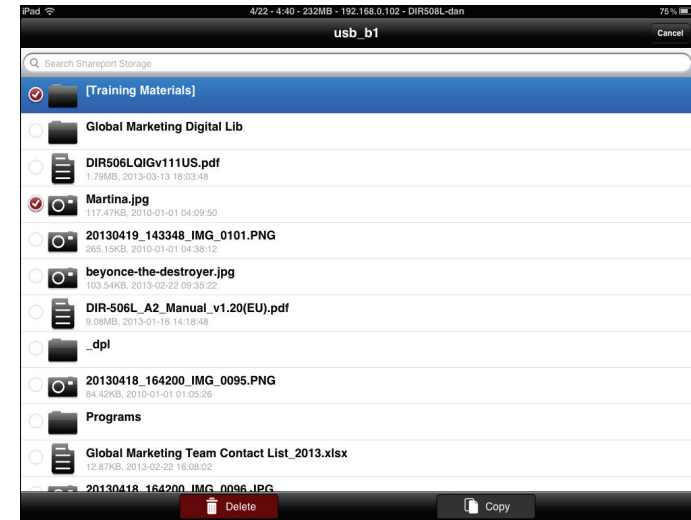 iPad 4/22 - 4:40 - 232MB - 192.168.0.102 - DIR508L-dan 75%
usb_b1 Cancel
Search Shareport Storage
[Training Materials]
Global Marketing Digital Lib
DIR506LQIGv111US.pdf
1.79MB, 2013-03-13 18:03:48
Martina.jpg
117.47KB, 2010-01-01 04:09:50
20130419_143348_IMG_0101.PNG
265.15KB, 2010-01-01 04:38:12
beyonce-the-destroyer.jpg
103.54KB, 2013-02-22 09:35:22
DIR-506L_A2_Manual_v1.20(EU).pdf
9.08MB, 2013-01-16 14:18:48
_dpl
20130418_164200_IMG_0095.PNG
84.42KB, 2010-01-01 01:05:26
Programs
Global Marketing Team Contact List_2013.xlsx
12.87KB, 2013-02-22 16:08:02
20130418_164200_IMG_0096.JPG
Delete Copy